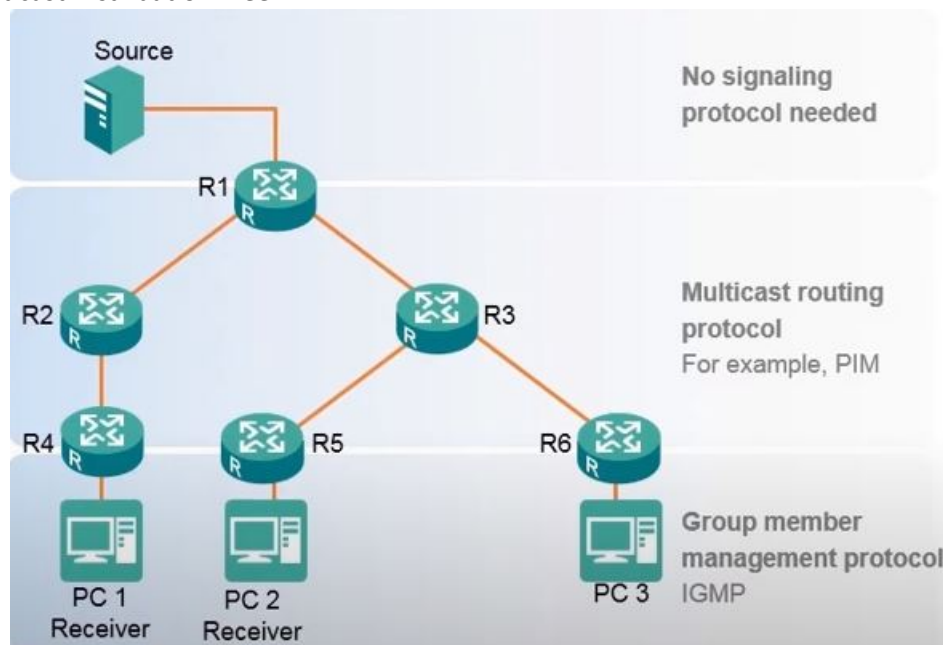 Source
No signaling
protocol needed
R1
R
R2
R
R3
R
Multicast routing
protocol
For example, PIM
R4
R
R5
R
R6
R
Group member
management protocol
IGMP
PC 1
Receiver
PC 2
Receiver
PC 3